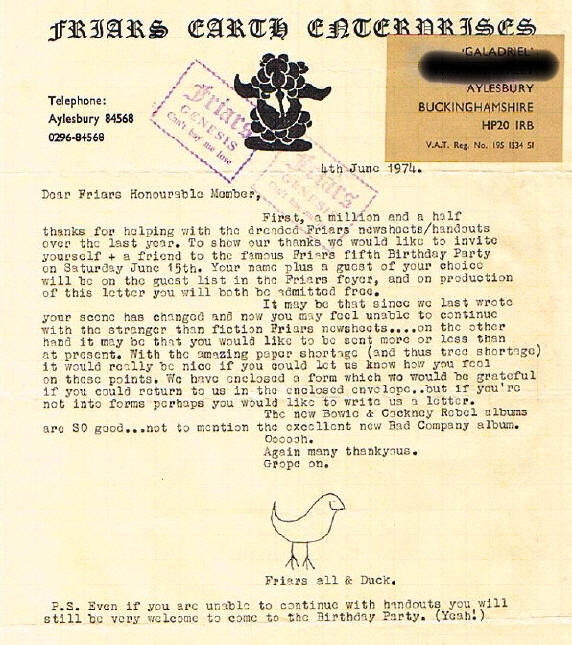 FRIARS EARTH ENTERPRISES
'GALADRIEL'
AYLESBURY
BUCKINGHAMSHIRE
HP20 1RB
V.A.T. Reg. No. 195 1534 51
Telephone:
Aylesbury 84568
0296-84568
Friars
GENESIS
Can't buy me love
Friars
GENESIS
4th June 1974.
Dear Friars Honourable Member,
First, a million and a half
thanks for helping with the dreaded Friars newsheets/handouts
over the last year. To show our thanks we would like to invite
yourself + a friend to the famous Friars fifth Birthday Party
on Saturday June 15th. Your name plus a guest of your choice
will be on the guest list in the Friars foyer, and on production
of this letter you will both be admitted free.
It may be that since we last wrote
your scene has changed and now you may feel unable to continue
with the stranger than fiction Friars newsheets....on the other
hand it may be that you would like to be sent more or less than
at present. With the amazing paper shortage (and thus tree shortage)
it would really be nice if you could let us know how you feel
on these points. We have enclosed a form which we would be grateful
if you could return to us in the enclosed envelope..but if you're
not into forms perhaps you would like to write us a letter.
The new Bowie & Cockney Rebel albums
are SO good...not to mention the excellent new Bad Company album.
Oooooh.
Again many thankyous.
Grope on.
Friars all & Duck.
P.S. Even if you are unable to continue with handouts you will
still be very welcome to come to the Birthday Party. (Yeah!)